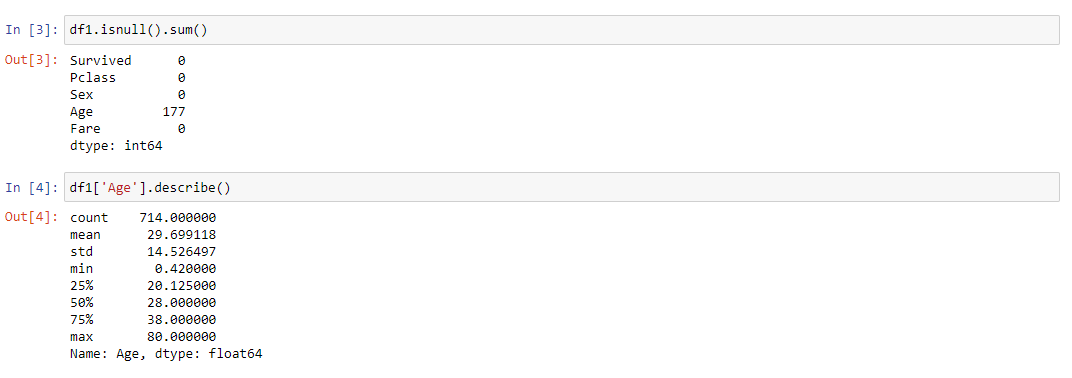 In [3]: df1.isnull().sum()
Out[3]: Survived      0
Pclass        0
Sex           0
Age         177
Fare          0
dtype: int64
In [4]: df1['Age'].describe()
Out[4]: count    714.000000
mean      29.699118
std       14.526497
min        0.420000
25%       20.125000
50%       28.000000
75%       38.000000
max       80.000000
Name: Age, dtype: float64